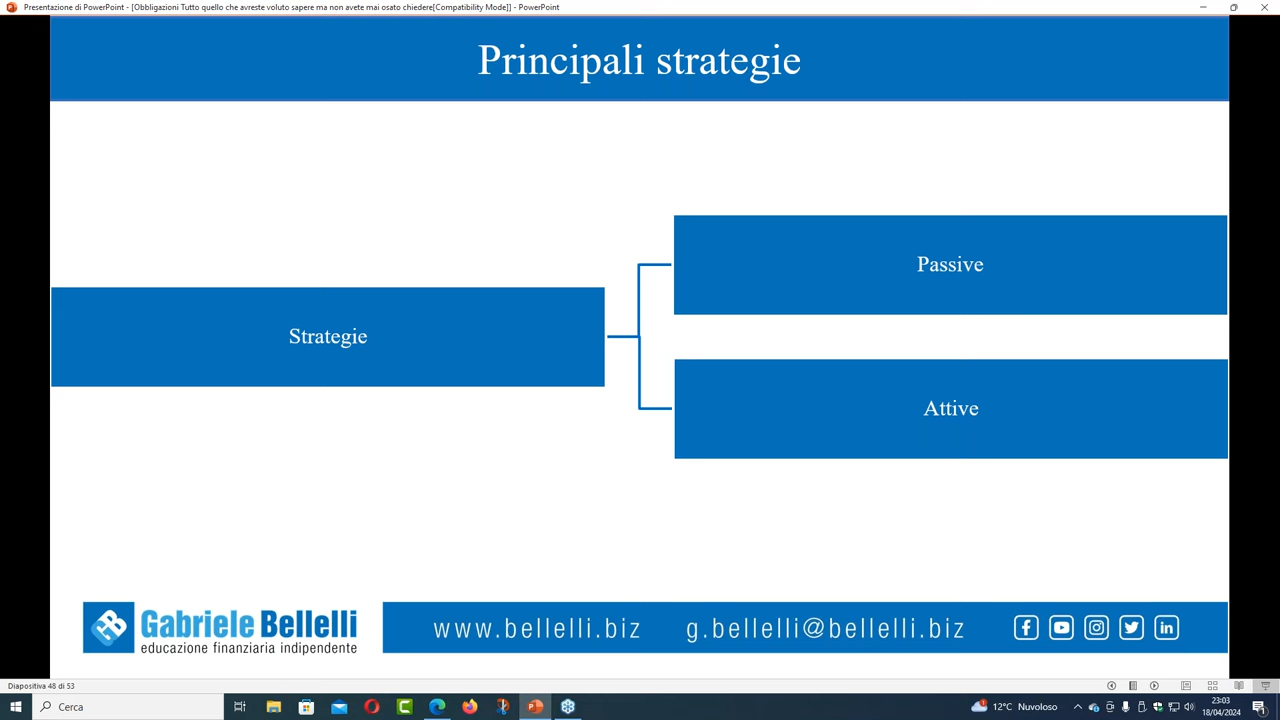 Presentazione di PowerPoint - [Obbligazioni Tutto quello che avreste voluto sapere ma non avete mai osato chiedere[Compatibility Mode]] - PowerPoint
Principali strategie
Passive
Strategie
Attive
Gabriele Bellelli
educazione finanziaria indipendente
www.bellelli.biz g.bellelli@bellelli.biz
Diapositiva 48 di 53
Cerca
12°C Nuvoloso
23:03
18/04/2024